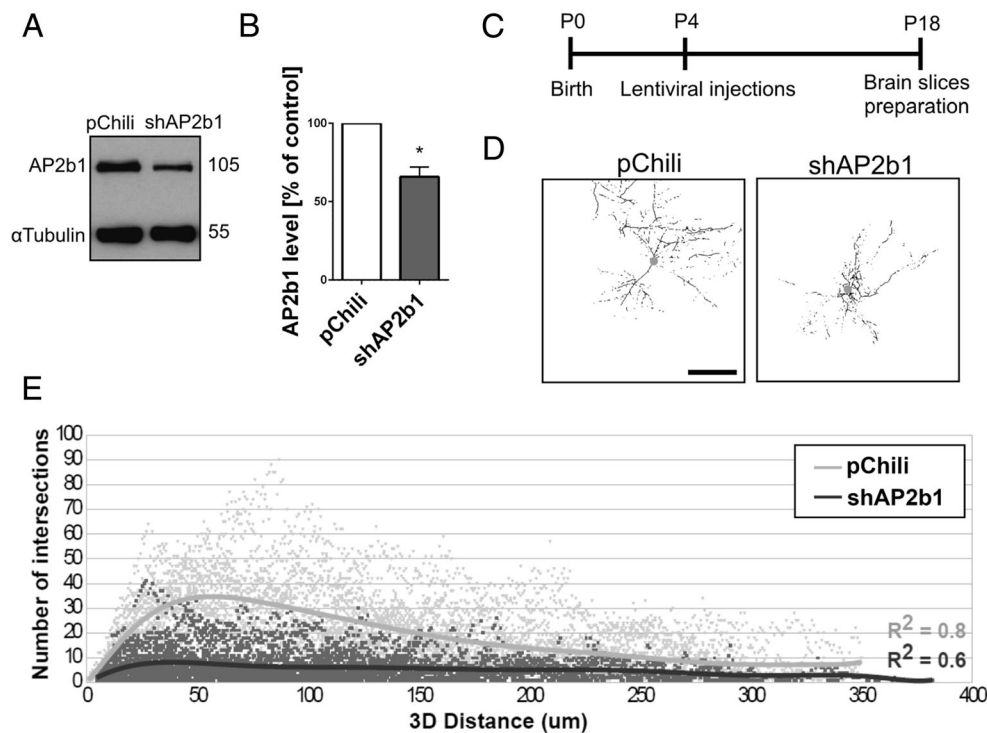 A
pChili shAP2b1
AP2b1 105
αTubulin 55
B
AP2b1 level [% of control]
100
50
0
*
pChili
shAP2b1
C
P0 P4 P18
Birth Lentiviral injections Brain slices
preparation
D
pChili shAP2b1
E
Number of intersections
100
90
80
70
60
50
40
30
20
10
0
0 50 100 150 200 250 300 350 400
3D Distance (um)
pChili
shAP2b1
R² = 0.8
R² = 0.6